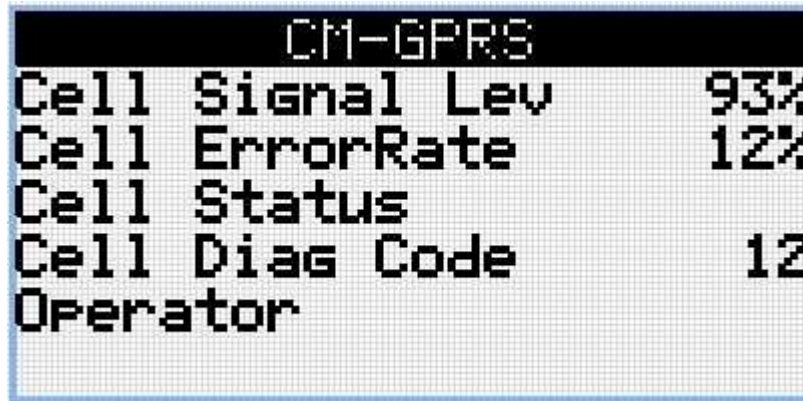 CM-GPRS
Cell Signal Lev 93%
Cell ErrorRate 12%
Cell Status
Cell Diag Code 12
Operator